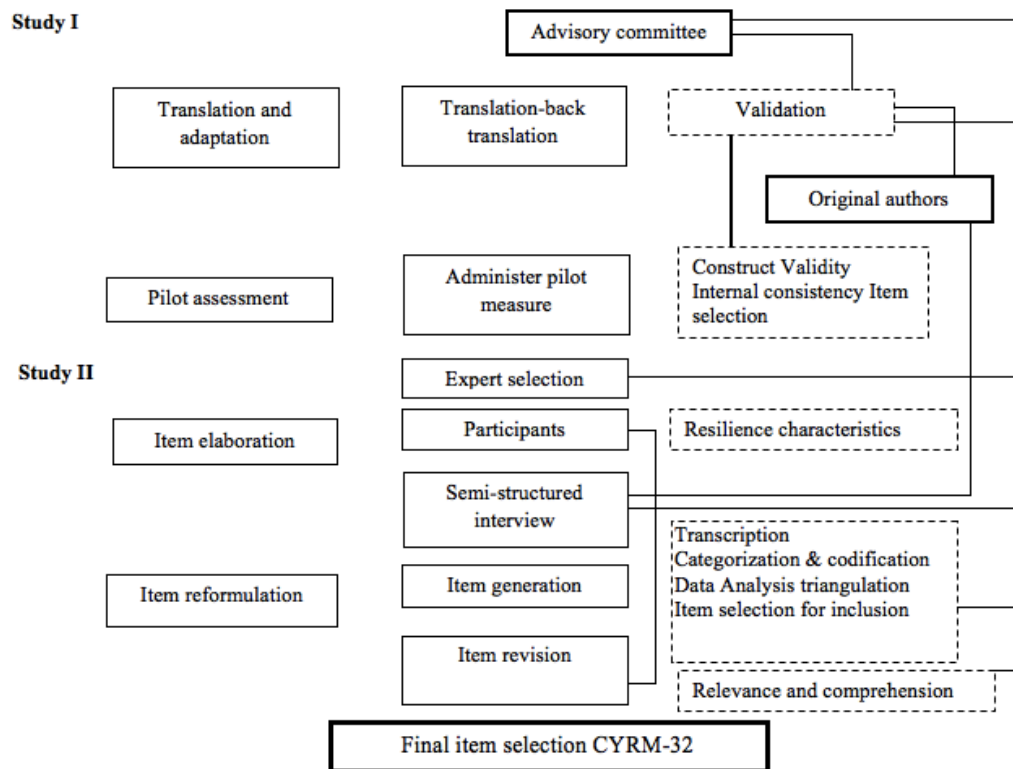 Study I
Advisory committee
Translation and
adaptation
Translation-back
translation
Validation
Original authors
Pilot assessment
Administer pilot
measure
Construct Validity
Internal consistency Item
selection
Study II
Expert selection
Item elaboration
Participants
Resilience characteristics
Semi-structured
interview
Transcription
Categorization & codification
Data Analysis triangulation
Item selection for inclusion
Item reformulation
Item generation
Item revision
Relevance and comprehension
Final item selection CYRM-32